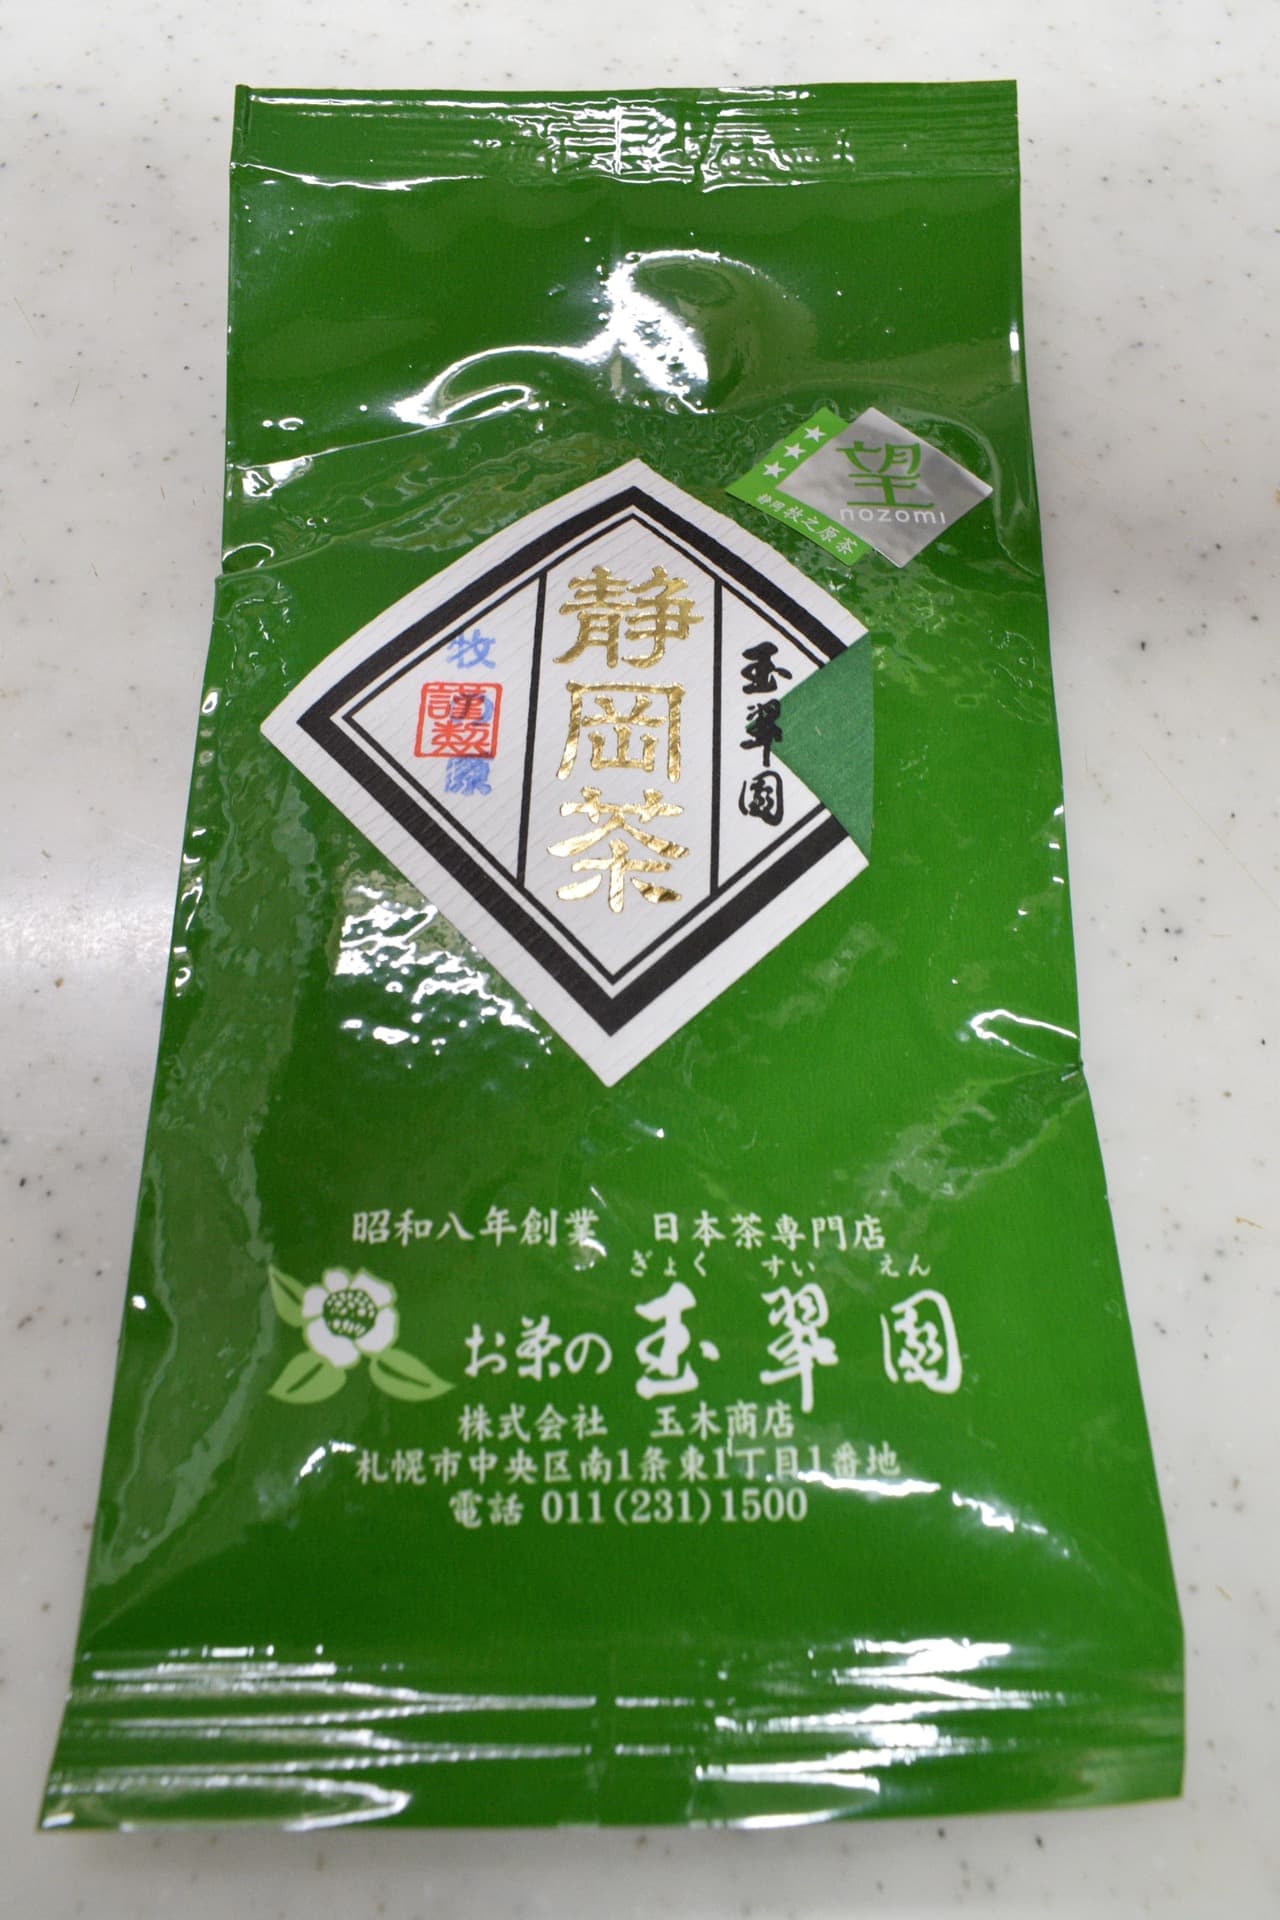 ★★★
望
nozomi
静岡牧之原茶
玉翠園
静岡茶
牧之原
謹製
昭和八年創業 日本茶専門店
ぎょく すい えん
お茶の 玉翠園
株式会社 玉木商店
札幌市中央区南1条東1丁目1番地
電話 011(231)1500